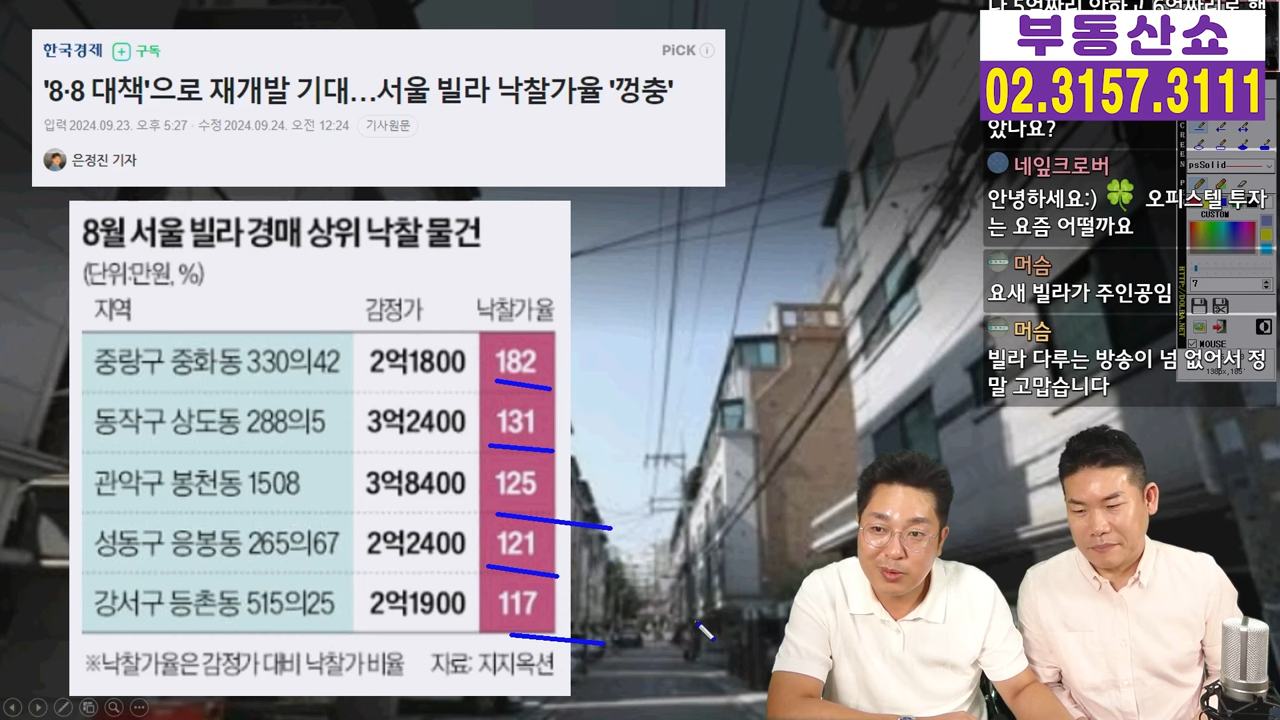 한국경제 구독
PiCK
'8·8 대책'으로 재개발 기대…서울 빌라 낙찰가율 '껑충'
입력 2024.09.23. 오후 5:27 · 수정 2024.09.24. 오전 12:24 기사원문
은정진 기자
8월 서울 빌라 경매 상위 낙찰 물건
(단위:만원, %)
지역 감정가 낙찰가율
중랑구 중화동 330의42 2억1800 182
동작구 상도동 288의5 3억2400 131
관악구 봉천동 1508 3억8400 125
성동구 응봉동 265의67 2억2400 121
강서구 등촌동 515의25 2억1900 117
※낙찰가율은 감정가 대비 낙찰가 비율 자료: 지지옥션
부동산쇼
02.3157.3111
았나요?
네잎크로버
안녕하세요:) 🍀 오피스텔 투자
는 요즘 어떨까요
머슴
요새 빌라가 주인공임
머슴
빌라 다루는 방송이 넘 없어서 정
말 고맙습니다
psSolid
CUSTOM
7
MOUSE